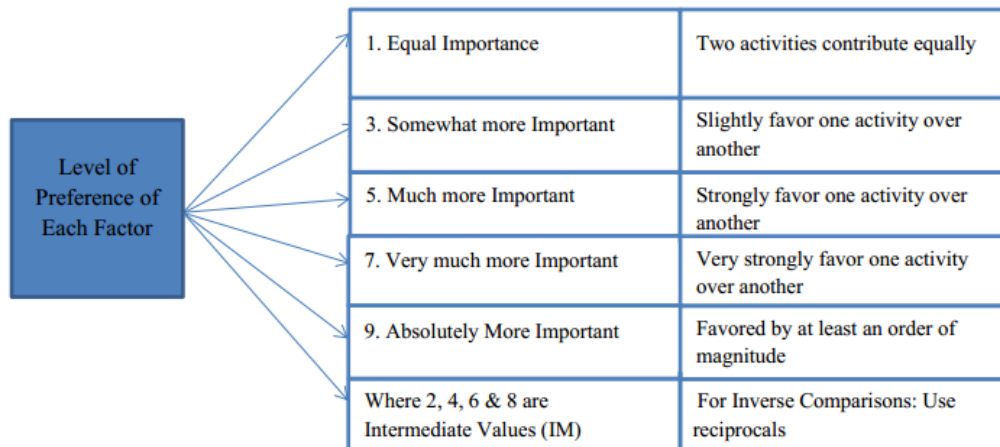 Level of
Preference of
Each Factor
1. Equal Importance
Two activities contribute equally
3. Somewhat more Important
Slightly favor one activity over
another
5. Much more Important
Strongly favor one activity over
another
7. Very much more Important
Very strongly favor one activity
over another
9. Absolutely More Important
Favored by at least an order of
magnitude
Where 2, 4, 6 & 8 are
Intermediate Values (IM)
For Inverse Comparisons: Use
reciprocals